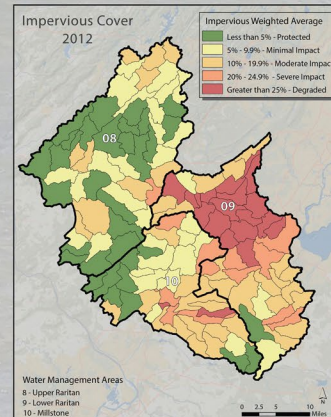 Impervious Cover
2012
Impervious Weighted Average
Less than 5% - Protected
5% - 9.9% - Minimal Impact
10% - 19.9% - Moderate Impact
20% - 24.9% - Severe Impact
Greater than 25% - Degraded
08
09
10
Water Management Areas
8 - Upper Raritan
9 - Lower Raritan
10 - Millstone
N
0 2.5 5 10
Miles